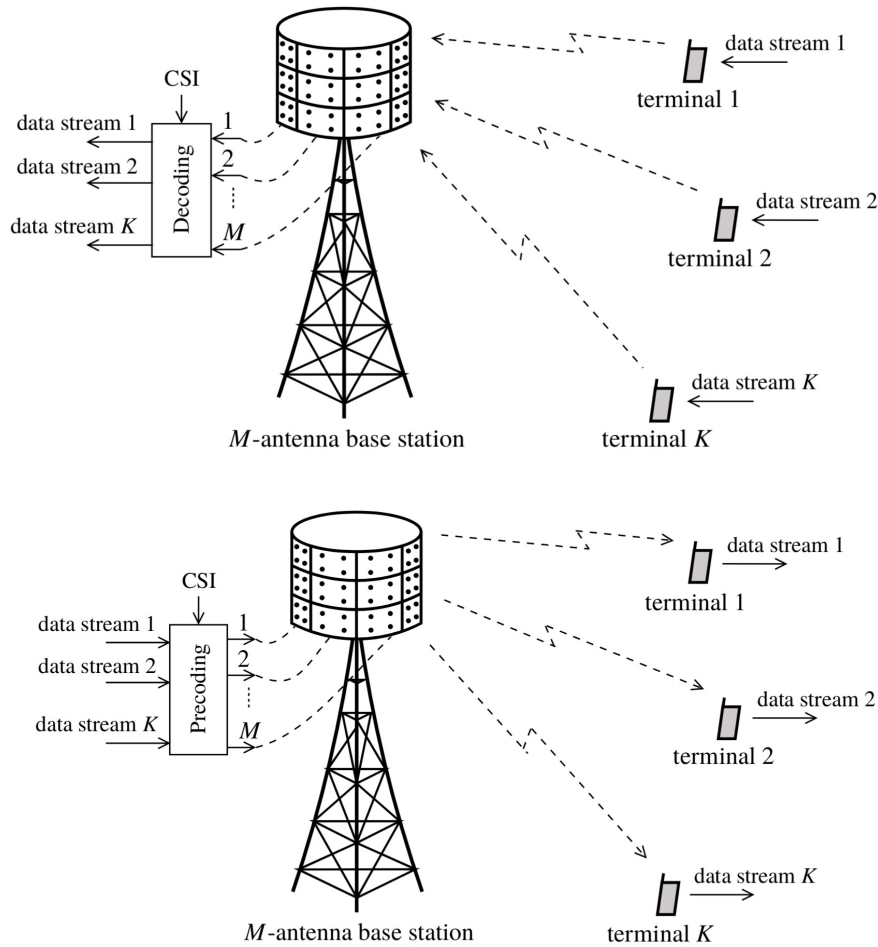 CSI
data stream 1
data stream 2
data stream K
Decoding
1
2
M
M-antenna base station
data stream 1
terminal 1
data stream 2
terminal 2
data stream K
terminal K
CSI
data stream 1
data stream 2
data stream K
Precoding
1
2
M
M-antenna base station
data stream 1
terminal 1
data stream 2
terminal 2
data stream K
terminal K